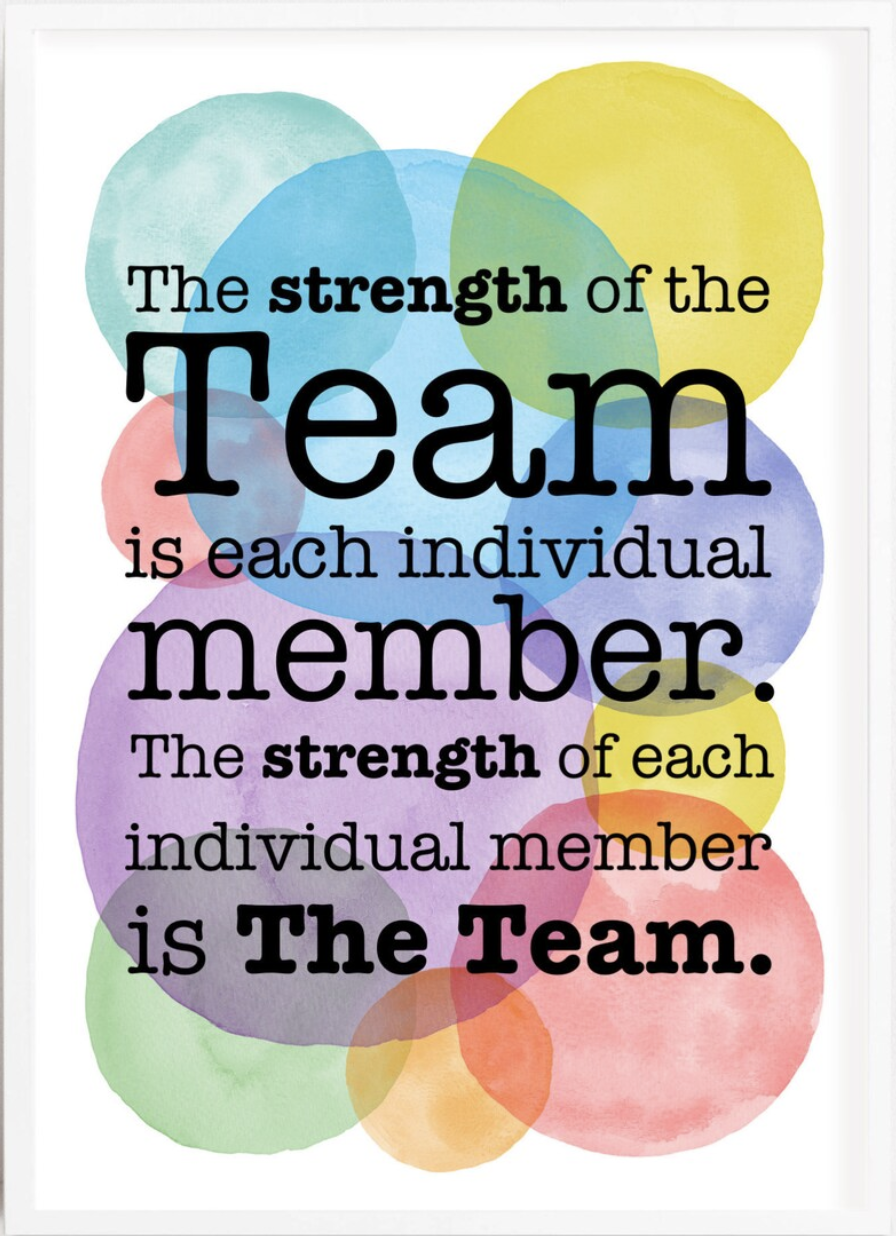 The strength of the
Team
is each individual
member.
The strength of each
individual member
is The Team.